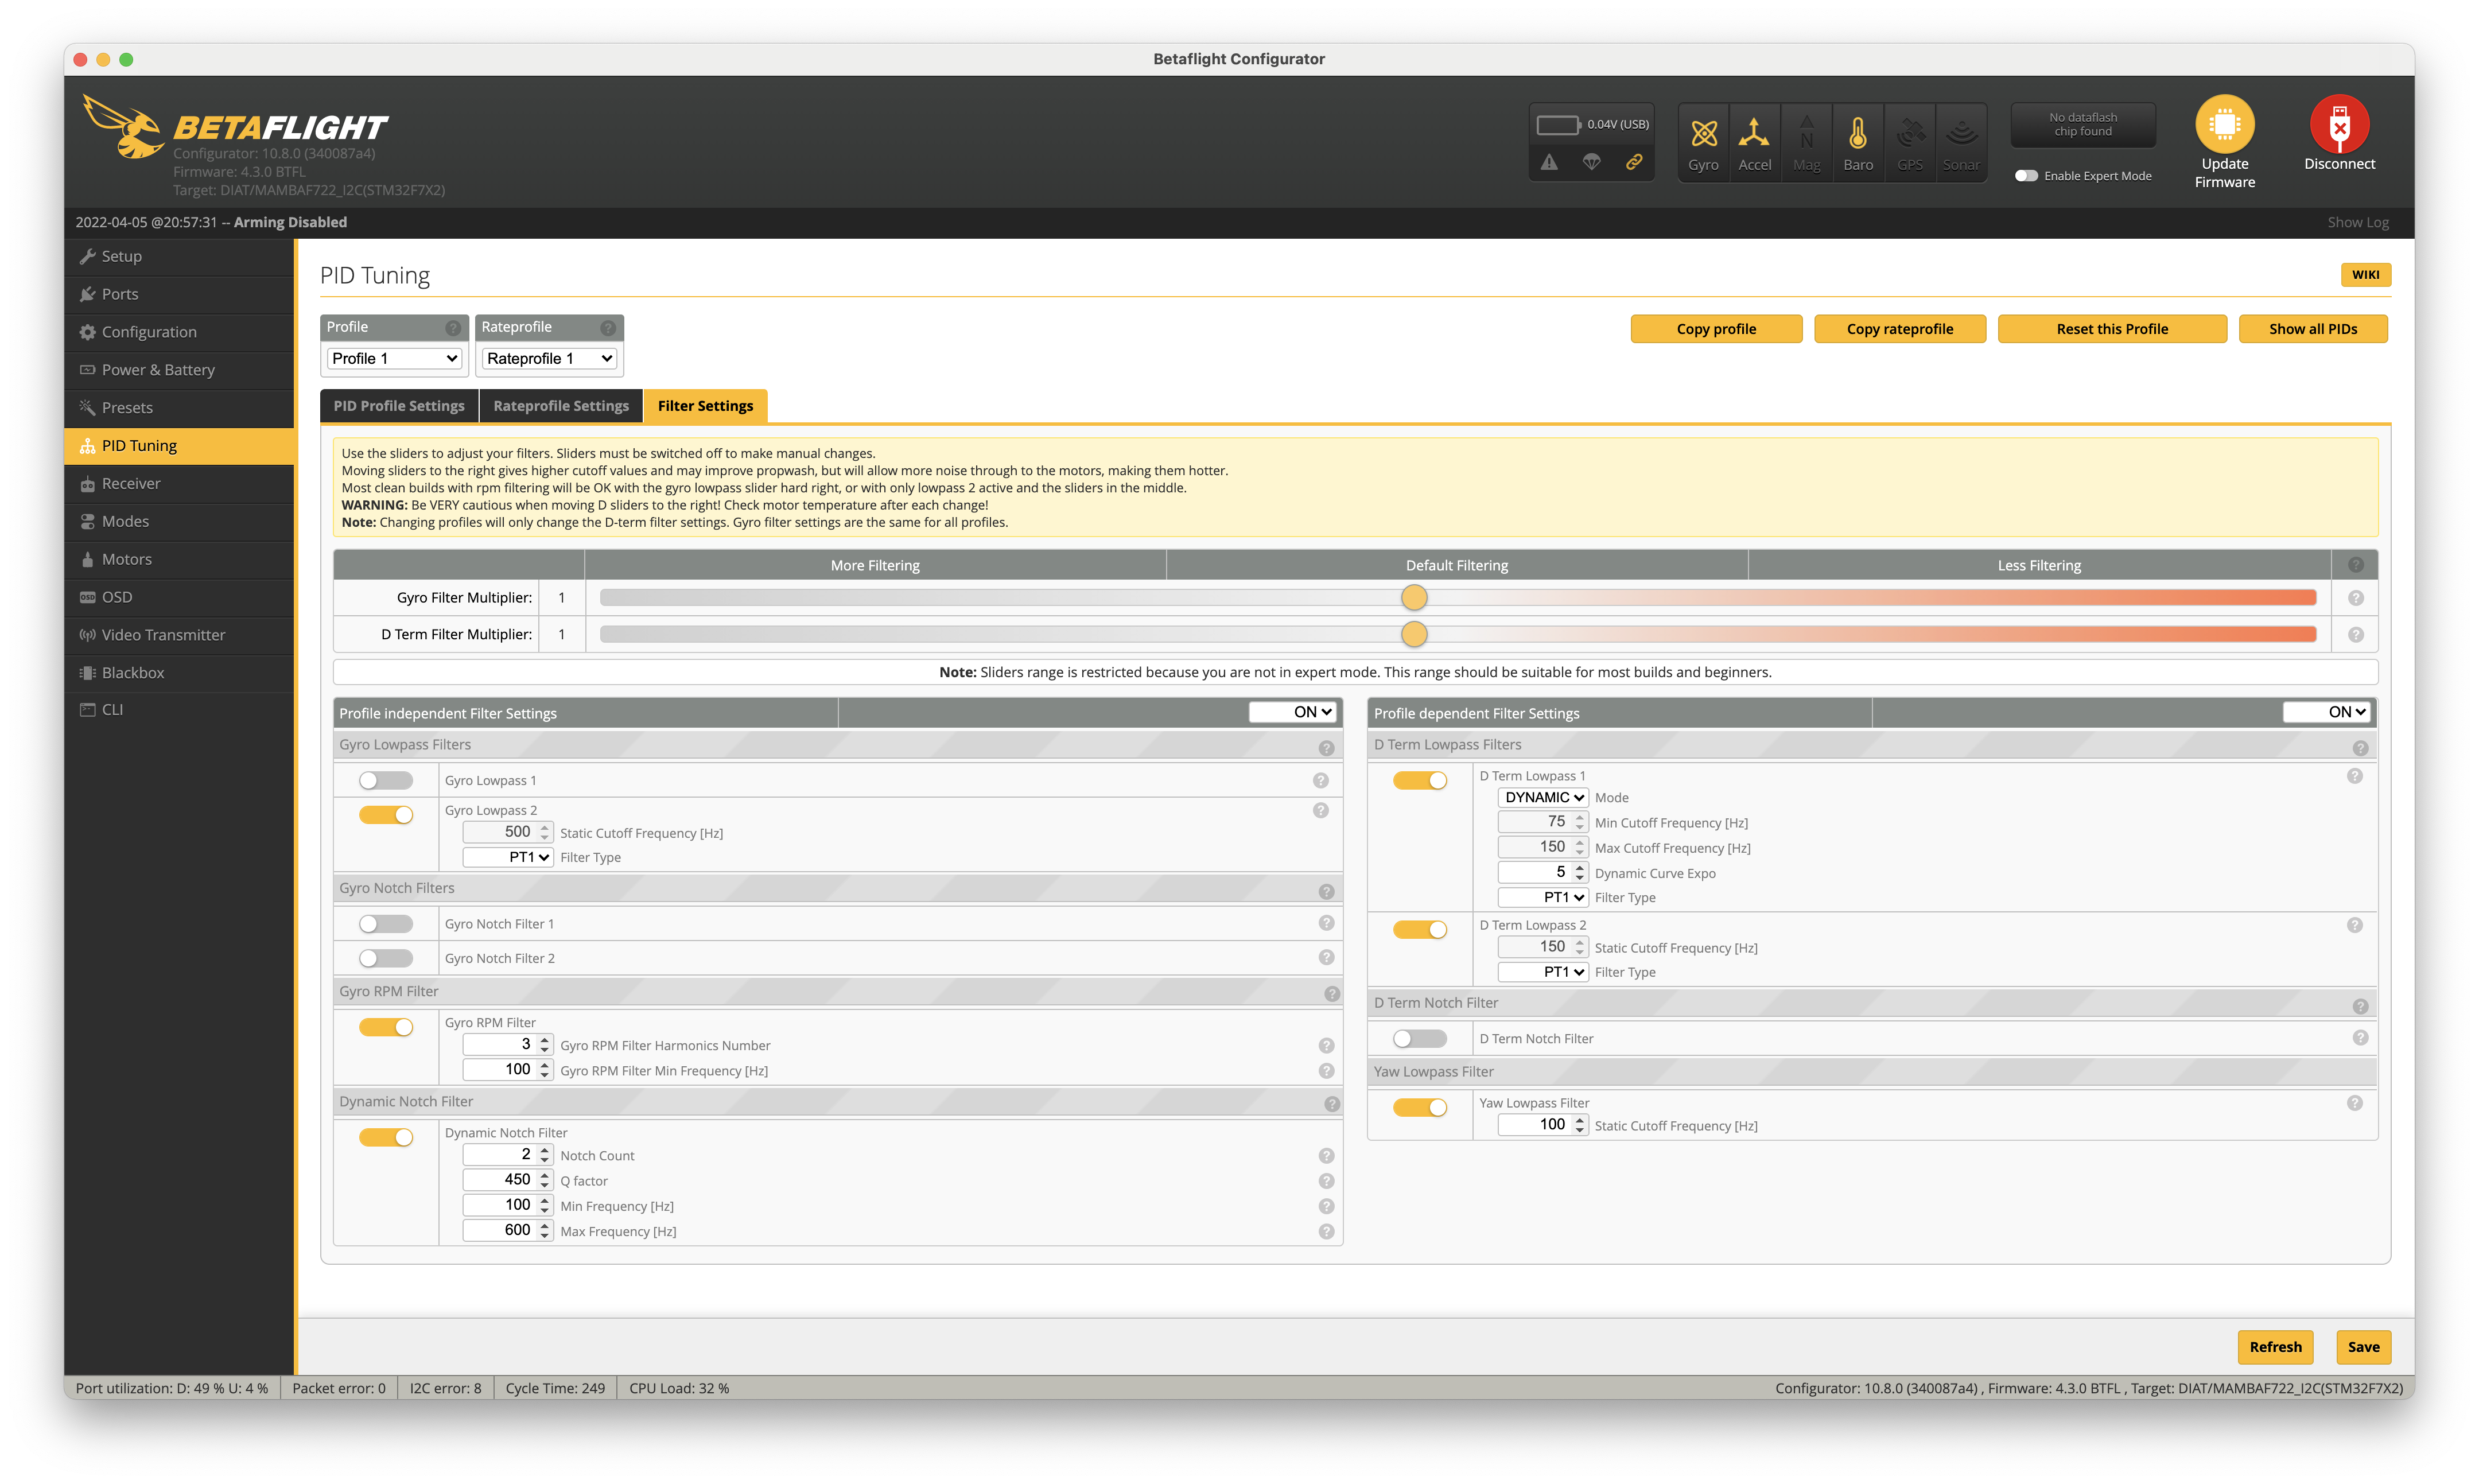 Betaflight Configurator
BETAFLIGHT
Configurator: 10.8.0 (340087a4)
Firmware: 4.3.0 BTFL
Target: DIAT/MAMBAF722_I2C(STM32F7X2)
0.04V (USB)
Gyro
Accel
Mag
Baro
GPS
Sonar
No dataflash
chip found
Enable Expert Mode
Update
Firmware
Disconnect
2022-04-05 @20:57:31 -- Arming Disabled
Show Log
Setup
Ports
Configuration
Power & Battery
Presets
PID Tuning
Receiver
Modes
Motors
OSD
Video Transmitter
Blackbox
CLI
PID Tuning
WIKI
Profile
Profile 1
Rateprofile
Rateprofile 1
Copy profile
Copy rateprofile
Reset this Profile
Show all PIDs
PID Profile Settings
Rateprofile Settings
Filter Settings
Use the sliders to adjust your filters. Sliders must be switched off to make manual changes.
Moving sliders to the right gives higher cutoff values and may improve propwash, but will allow more noise through to the motors, making them hotter.
Most clean builds with rpm filtering will be OK with the gyro lowpass slider hard right, or with only lowpass 2 active and the sliders in the middle.
WARNING: Be VERY cautious when moving D sliders to the right! Check motor temperature after each change!
Note: Changing profiles will only change the D-term filter settings. Gyro filter settings are the same for all profiles.
More Filtering
Default Filtering
Less Filtering
Gyro Filter Multiplier: 1
D Term Filter Multiplier: 1
Note: Sliders range is restricted because you are not in expert mode. This range should be suitable for most builds and beginners.
Profile independent Filter Settings
ON
Gyro Lowpass Filters
Gyro Lowpass 1
Gyro Lowpass 2
500 Static Cutoff Frequency [Hz]
PT1 Filter Type
Gyro Notch Filters
Gyro Notch Filter 1
Gyro Notch Filter 2
Gyro RPM Filter
Gyro RPM Filter
3 Gyro RPM Filter Harmonics Number
100 Gyro RPM Filter Min Frequency [Hz]
Dynamic Notch Filter
Dynamic Notch Filter
2 Notch Count
450 Q factor
100 Min Frequency [Hz]
600 Max Frequency [Hz]
Profile dependent Filter Settings
ON
D Term Lowpass Filters
D Term Lowpass 1
DYNAMIC Mode
75 Min Cutoff Frequency [Hz]
150 Max Cutoff Frequency [Hz]
5 Dynamic Curve Expo
PT1 Filter Type
D Term Lowpass 2
150 Static Cutoff Frequency [Hz]
PT1 Filter Type
D Term Notch Filter
D Term Notch Filter
Yaw Lowpass Filter
Yaw Lowpass Filter
100 Static Cutoff Frequency [Hz]
Refresh
Save
Port utilization: D: 49 % U: 4 %
Packet error: 0
I2C error: 8
Cycle Time: 249
CPU Load: 32 %
Configurator: 10.8.0 (340087a4) , Firmware: 4.3.0 BTFL , Target: DIAT/MAMBAF722_I2C(STM32F7X2)